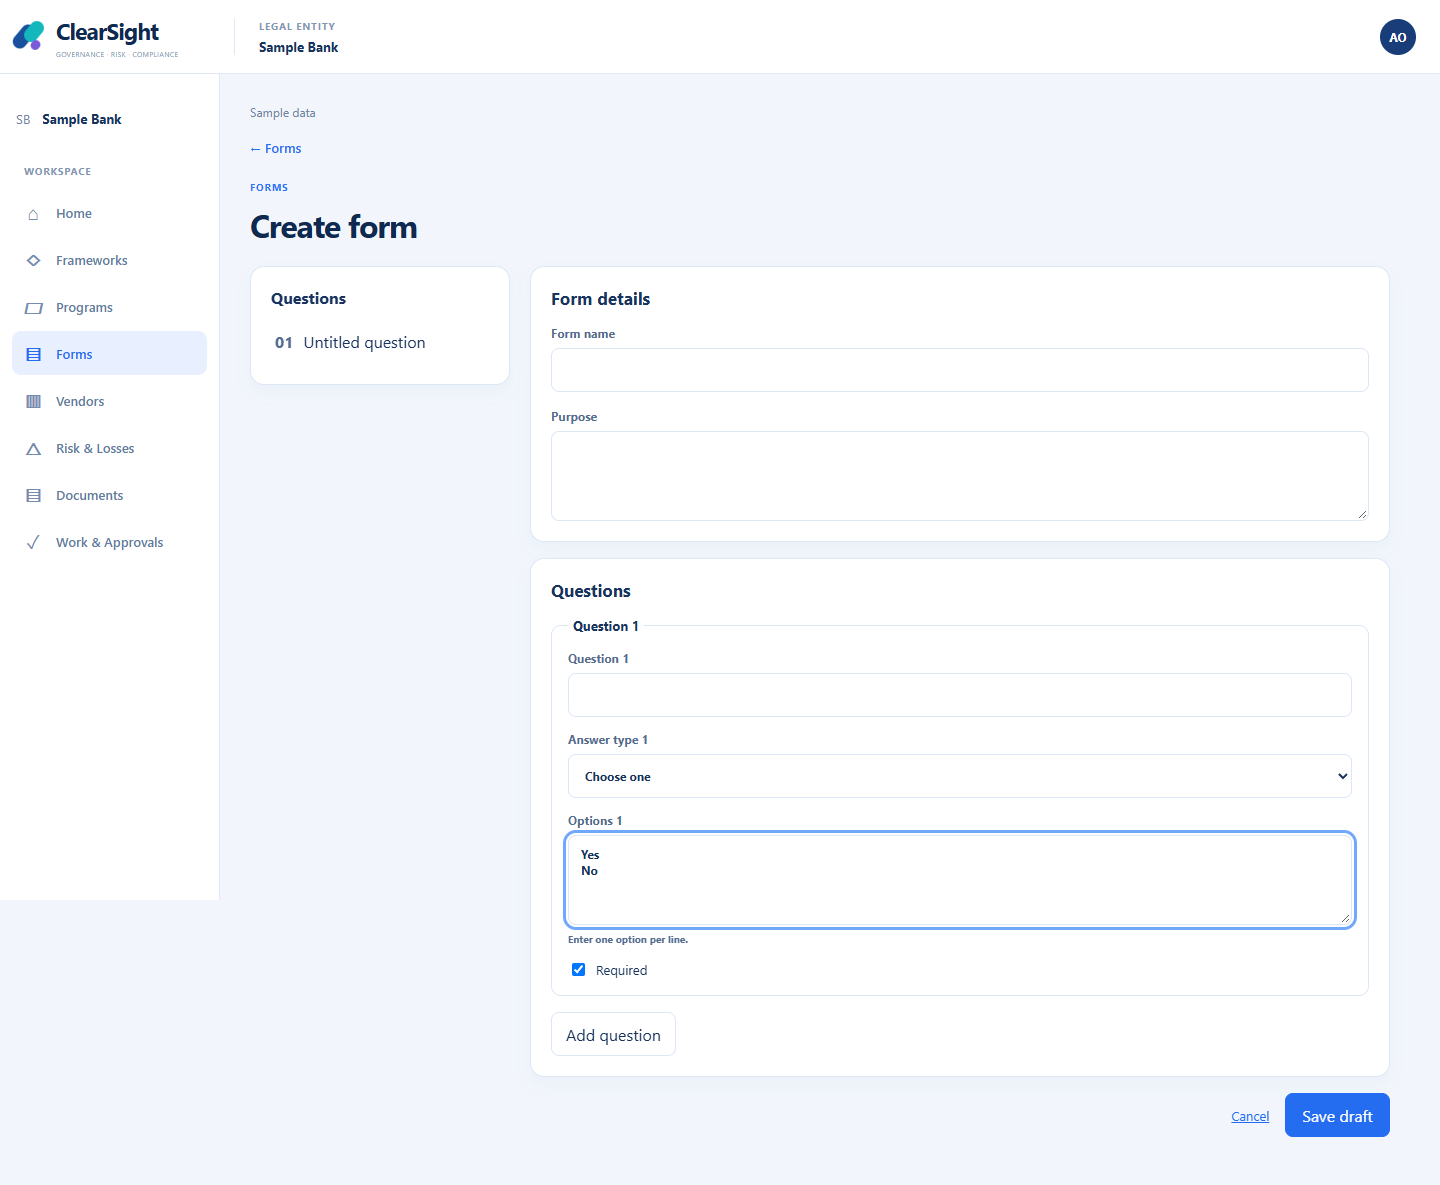 ClearSight
GOVERNANCE · RISK · COMPLIANCE
LEGAL ENTITY
Sample Bank
AO
SB Sample Bank
WORKSPACE
Home
Frameworks
Programs
Forms
Vendors
Risk & Losses
Documents
Work & Approvals
Sample data
← Forms
FORMS
Create form
Questions
01 Untitled question
Form details
Form name
Purpose
Questions
Question 1
Question 1
Answer type 1
Choose one
Options 1
Yes
No
Enter one option per line.
Required
Add question
Cancel
Save draft